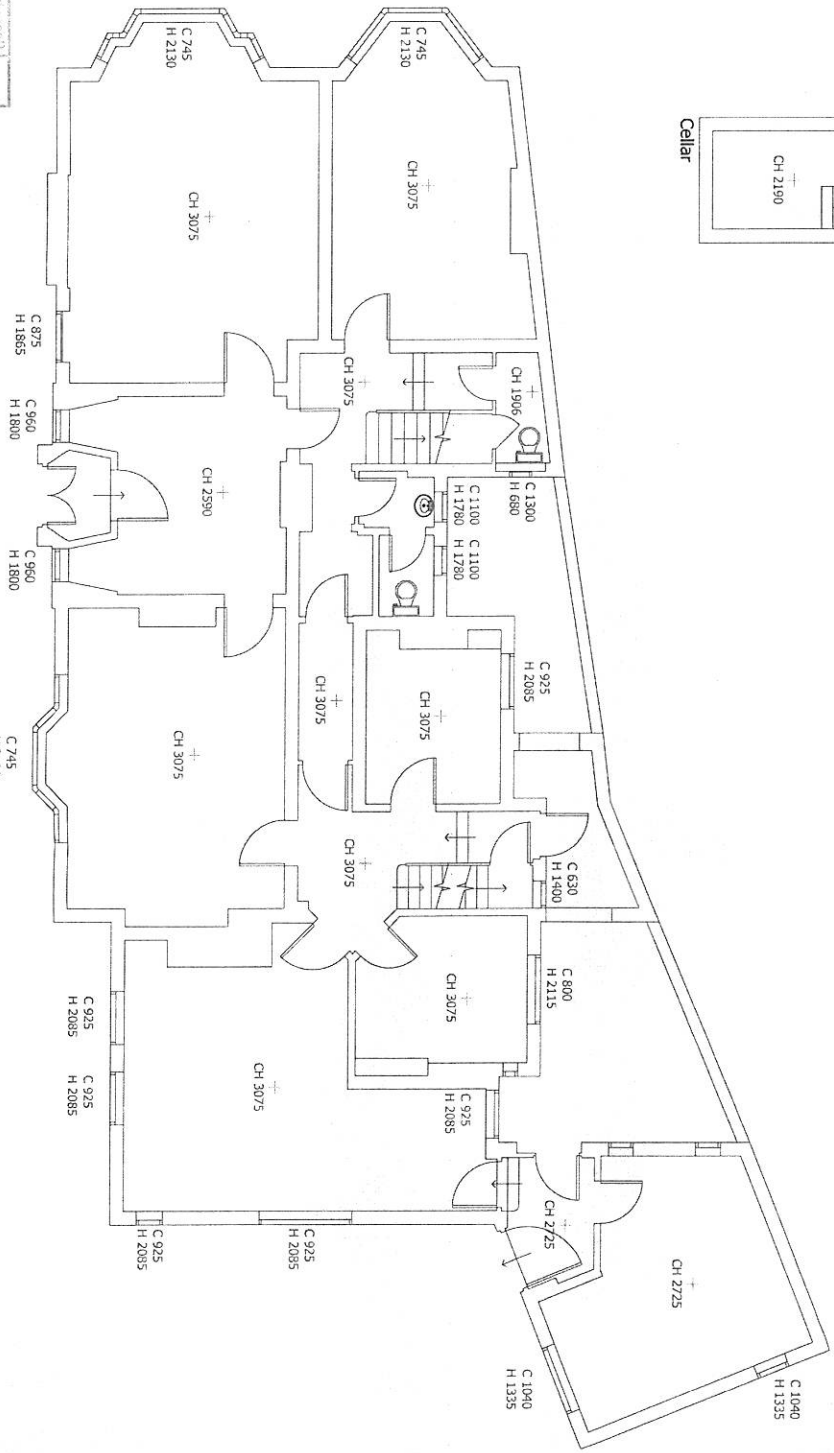 Cellar
CH 2190
C 745
H 2130
C 745
H 2130
CH 3075
CH 3075
C 875
H 1865
CH 3075
CH 1906
C 960
H 1800
CH 2590
C 1300
H 680
C 1100
H 1780
C 1100
H 1780
C 960
H 1800
C 925
H 2085
CH 3075
CH 3075
CH 3075
C 745
CH 3075
C 630
H 1400
C 800
H 2115
CH 3075
C 925
H 2085
C 925
H 2085
CH 3075
C 925
H 2085
C 925
H 2085
C 925
H 2085
CH 2725
CH 2725
C 1040
H 1335
C 1040
H 1335